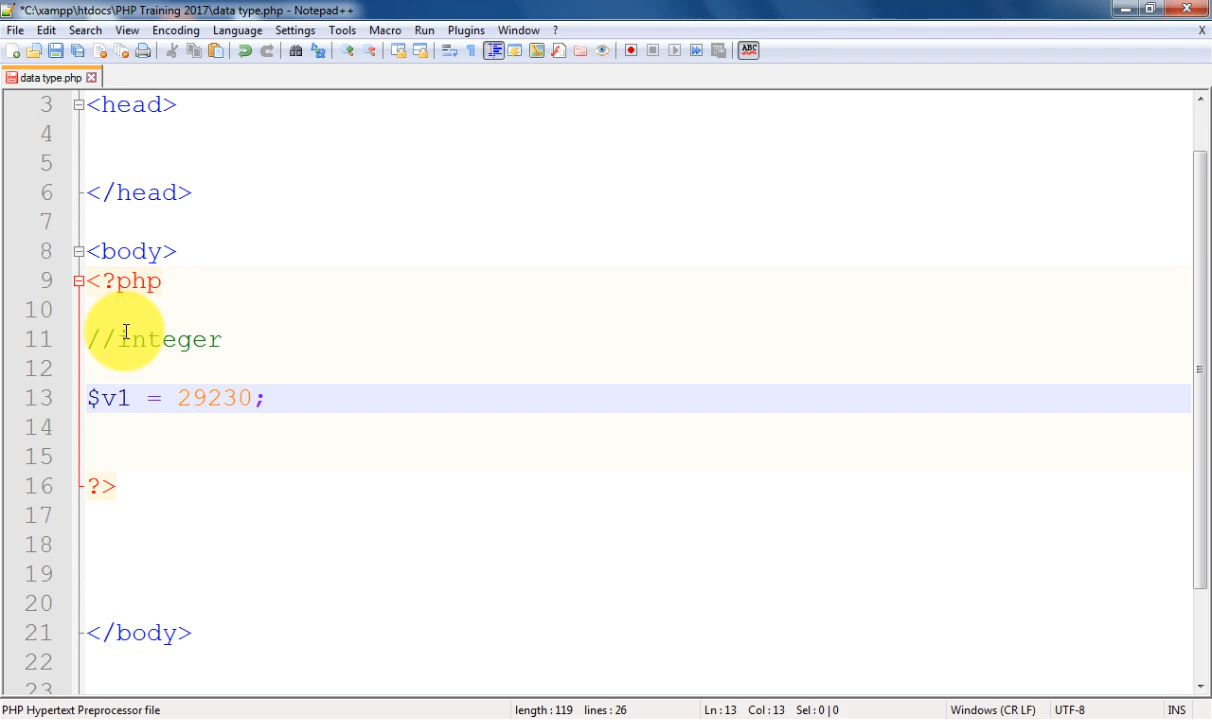 *C:\xampp\htdocs\PHP Training 2017\data type.php - Notepad++
File Edit Search View Encoding Language Settings Tools Macro Run Plugins Window ? X
ABC
data type.php
3 <head>
4
5
6 </head>
7
8 <body>
9 <?php
10
11 //integer
12
13 $v1 = 29230;
14
15
16 ?>
17
18
19
20
21 </body>
22
23
PHP Hypertext Preprocessor file length : 119 lines : 26 Ln : 13 Col : 13 Sel : 0 | 0 Windows (CR LF) UTF-8 INS